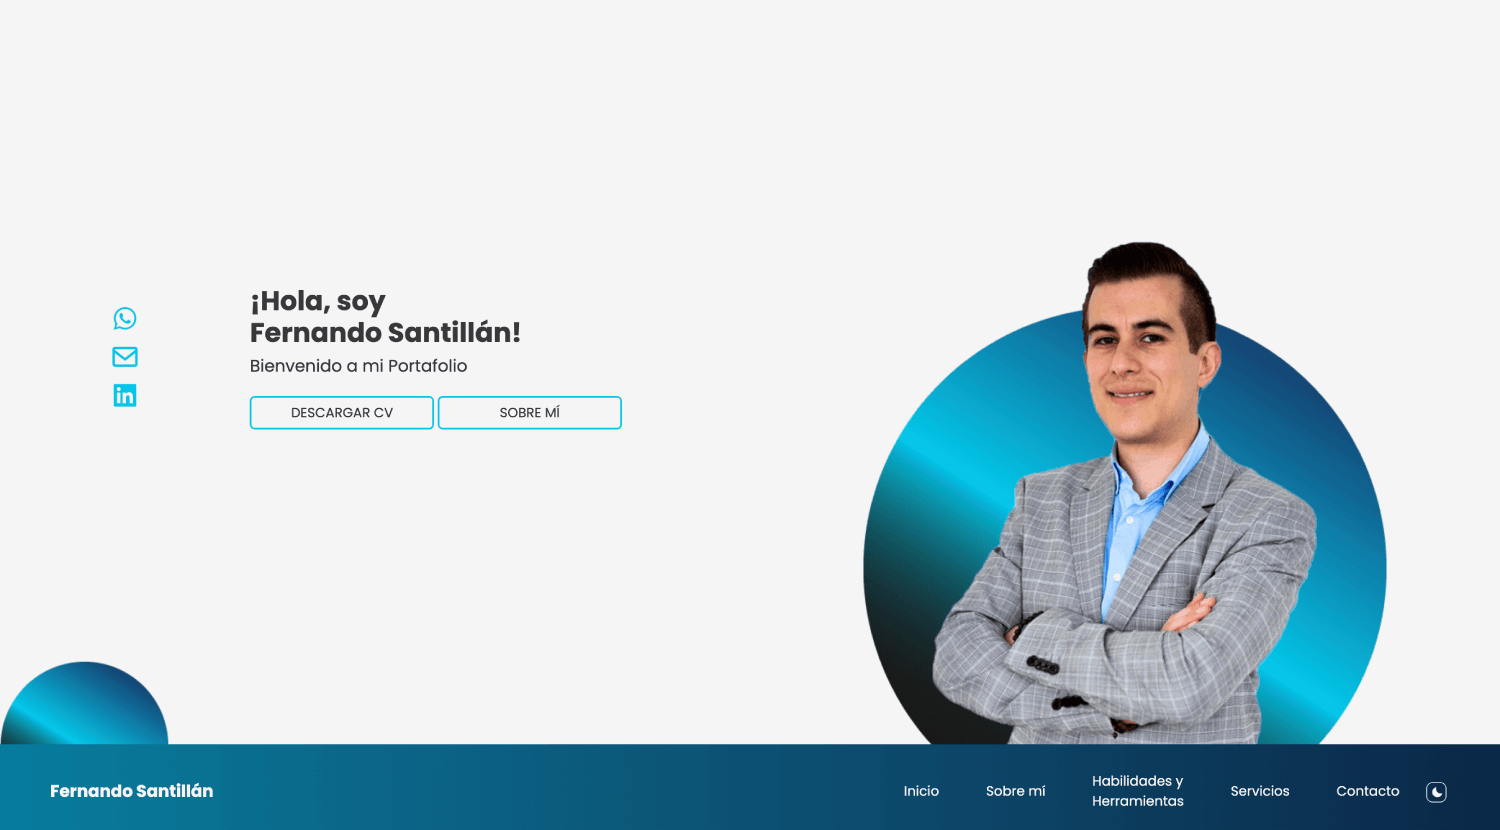 ¡Hola, soy
Fernando Santillán!
Bienvenido a mi Portafolio
DESCARGAR CV
SOBRE MÍ
Fernando Santillán
Inicio
Sobre mí
Habilidades y
Herramientas
Servicios
Contacto